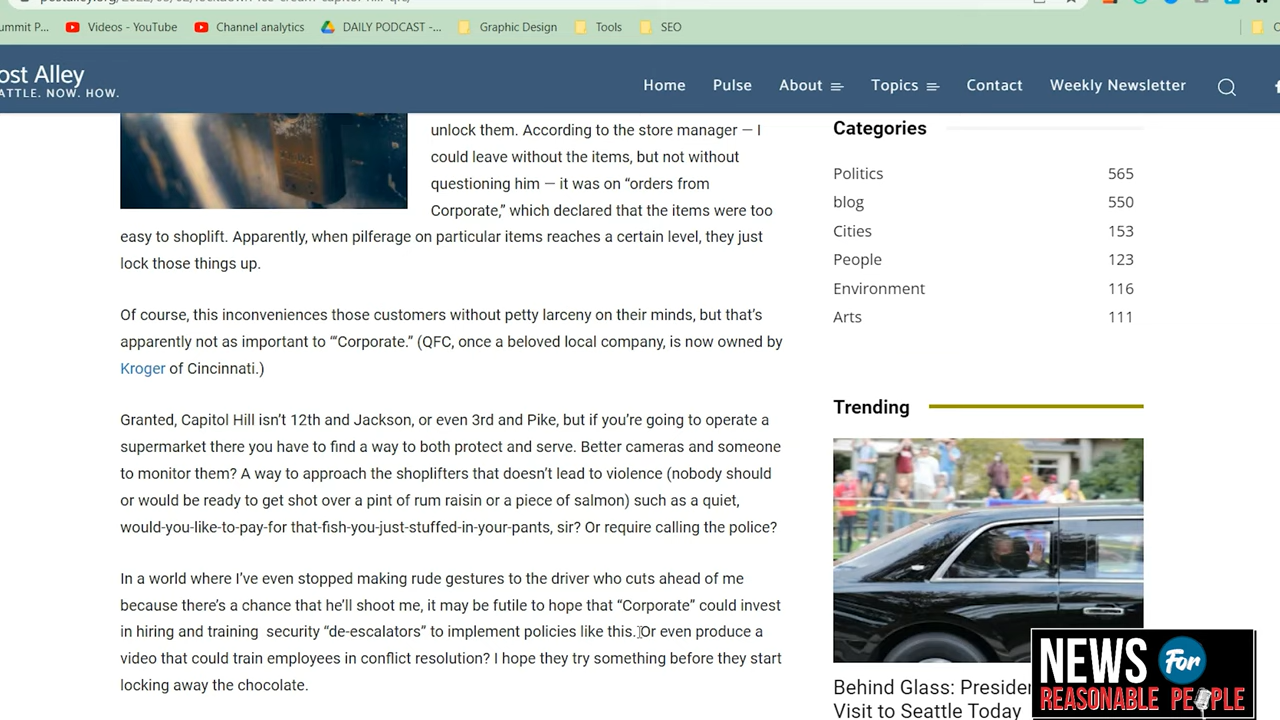 ummit P...
Videos - YouTube
Channel analytics
DAILY PODCAST -...
Graphic Design
Tools
SEO
ost Alley
ATTLE. NOW. HOW.
Home
Pulse
About
Topics
Contact
Weekly Newsletter
unlock them. According to the store manager — I
could leave without the items, but not without
questioning him — it was on “orders from
Corporate,” which declared that the items were too
easy to shoplift. Apparently, when pilferage on particular items reaches a certain level, they just
lock those things up.
Of course, this inconveniences those customers without petty larceny on their minds, but that’s
apparently not as important to “‘Corporate.” (QFC, once a beloved local company, is now owned by
Kroger of Cincinnati.)
Granted, Capitol Hill isn’t 12th and Jackson, or even 3rd and Pike, but if you’re going to operate a
supermarket there you have to find a way to both protect and serve. Better cameras and someone
to monitor them? A way to approach the shoplifters that doesn’t lead to violence (nobody should
or would be ready to get shot over a pint of rum raisin or a piece of salmon) such as a quiet,
would-you-like-to-pay-for that-fish-you-just-stuffed-in-your-pants, sir? Or require calling the police?
In a world where I’ve even stopped making rude gestures to the driver who cuts ahead of me
because there’s a chance that he’ll shoot me, it may be futile to hope that “Corporate” could invest
in hiring and training  security “de-escalators” to implement policies like this. Or even produce a
video that could train employees in conflict resolution? I hope they try something before they start
locking away the chocolate.
Categories
Politics 565
blog 550
Cities 153
People 123
Environment 116
Arts 111
Trending
Behind Glass: Presiden
Visit to Seattle Today
NEWS For
REASONABLE PEOPLE